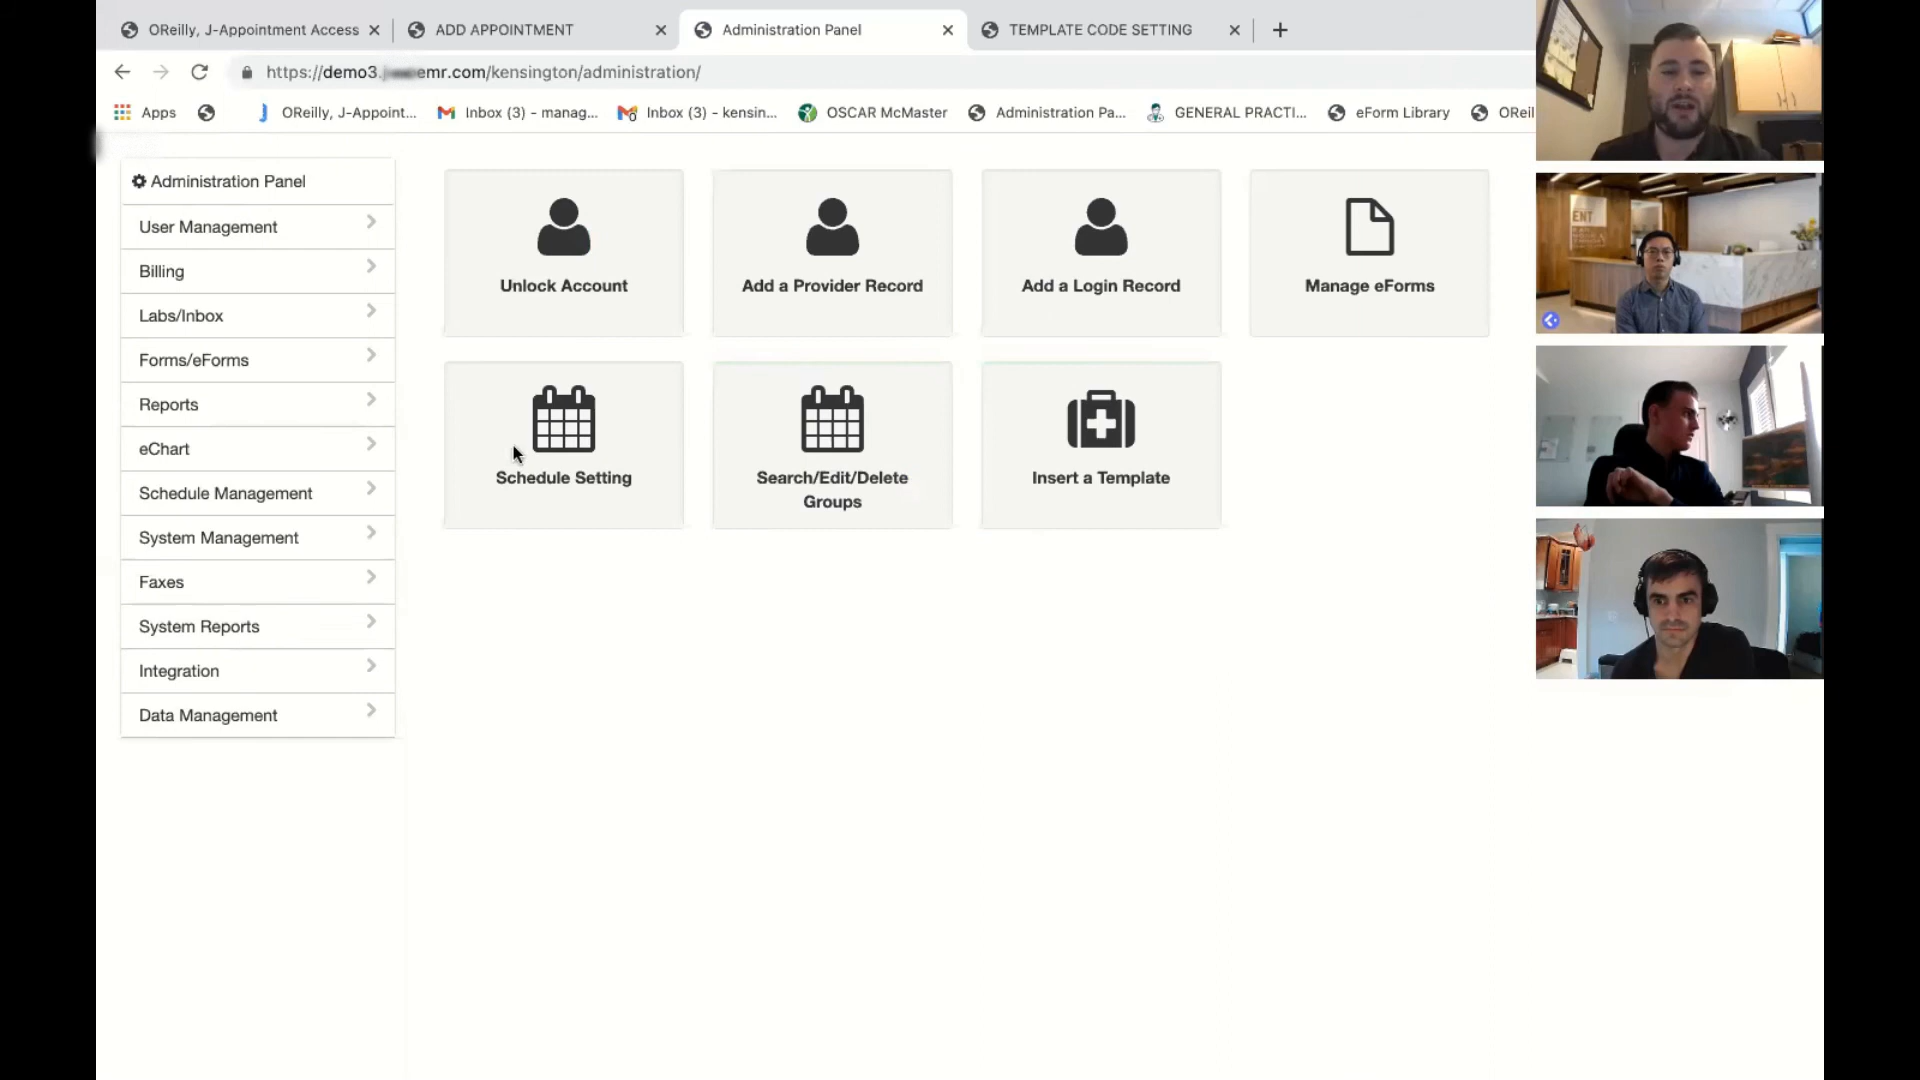 OReilly, J-Appointment Access
ADD APPOINTMENT
Administration Panel
TEMPLATE CODE SETTING
https://demo3. emr.com/kensington/administration/
Apps
OReilly, J-Appoint...
Inbox (3) - manag...
Inbox (3) - kensin...
OSCAR McMaster
Administration Pa...
GENERAL PRACTI...
eForm Library
OReil
Administration Panel
User Management
Billing
Labs/Inbox
Forms/eForms
Reports
eChart
Schedule Management
System Management
Faxes
System Reports
Integration
Data Management
Unlock Account
Add a Provider Record
Add a Login Record
Manage eForms
Schedule Setting
Search/Edit/Delete
Groups
Insert a Template
ENT